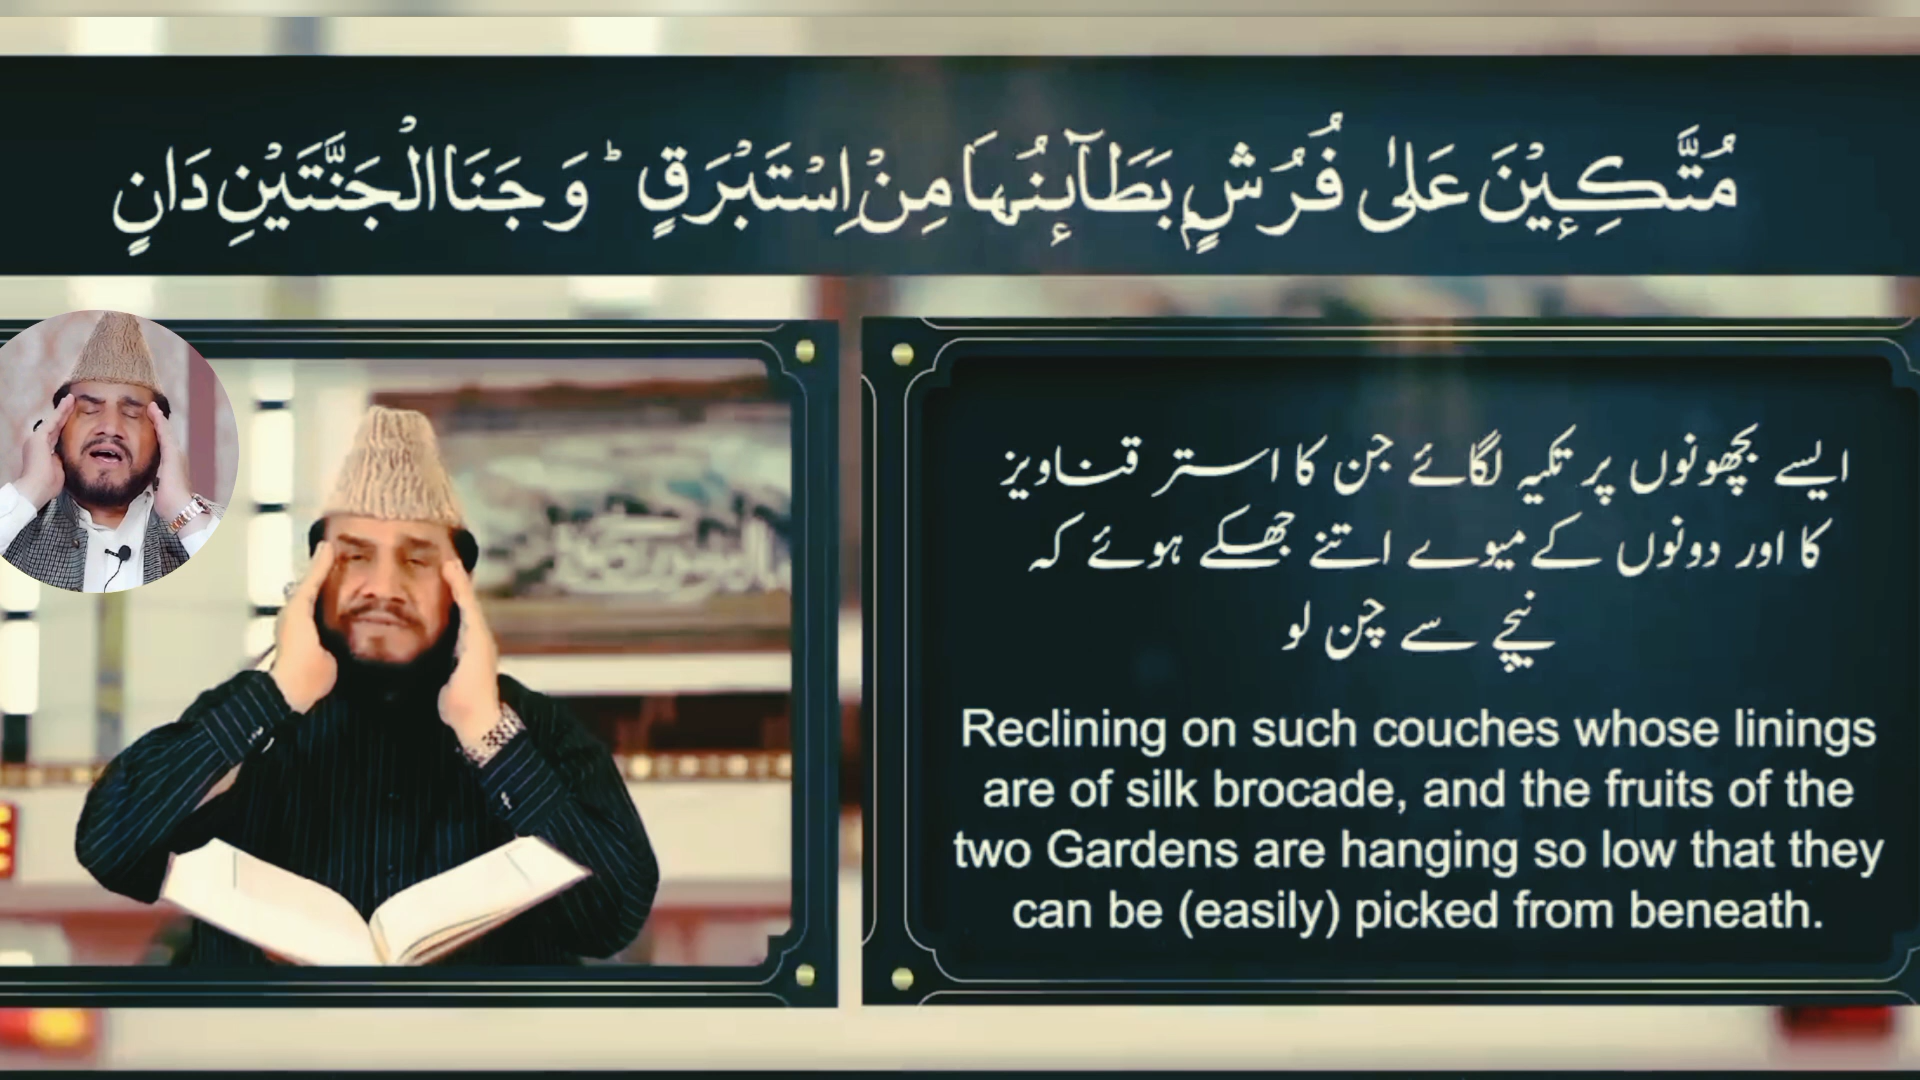 مُتَّكِـِٕيْنَ عَلٰى فُرُشٍۭ بَطَآىٕنُهَا مِنْ اِسْتَبْرَقٍؕ وَ جَنَا الْجَنَّتَيْنِ دَانٍ
ایسے بچھونوں پر تکیہ لگائے جن کا استر قناویز
کا اور دونوں کے میوے اتنے جھکے ہوئے کہ
نیچے سے چن لو
Reclining on such couches whose linings
are of silk brocade, and the fruits of the
two Gardens are hanging so low that they
can be (easily) picked from beneath.